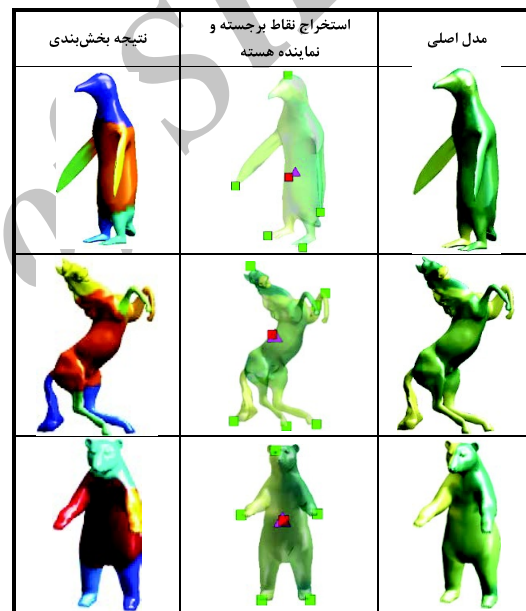 مدل اصلی
استخراج نقاط برجسته و
نماینده هسته
نتیجه بخش‌بندی